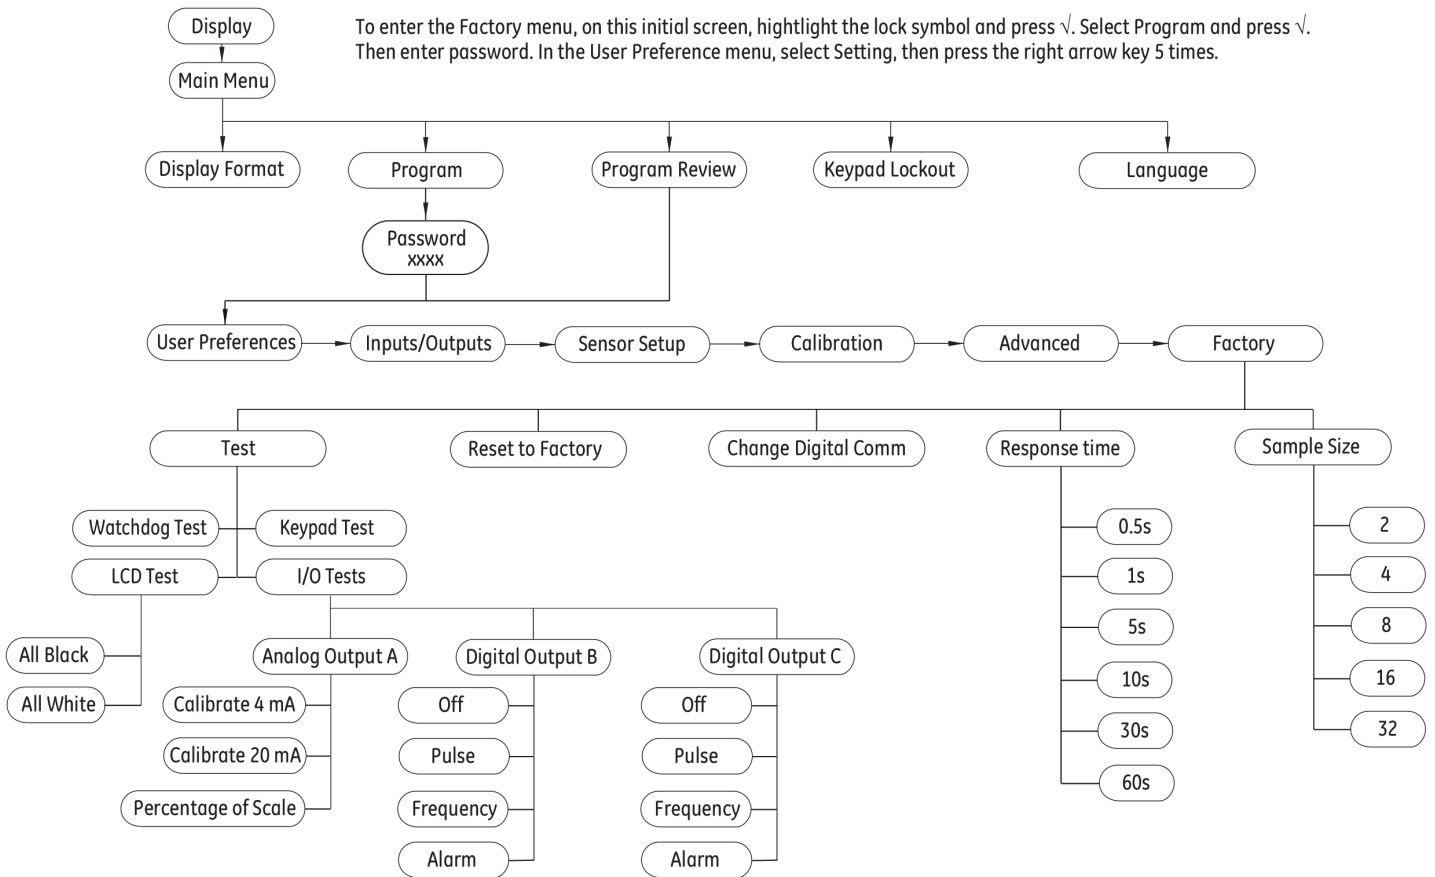 Display
To enter the Factory menu, on this initial screen, hightlight the lock symbol and press √. Select Program and press √.
Then enter password. In the User Preference menu, select Setting, then press the right arrow key 5 times.
Main Menu
Display Format
Program
Program Review
Keypad Lockout
Language
Password
xxxx
User Preferences
Inputs/Outputs
Sensor Setup
Calibration
Advanced
Factory
Test
Reset to Factory
Change Digital Comm
Response time
Sample Size
Watchdog Test
Keypad Test
LCD Test
I/O Tests
All Black
All White
Analog Output A
Calibrate 4 mA
Calibrate 20 mA
Percentage of Scale
Digital Output B
Off
Pulse
Frequency
Alarm
Digital Output C
Off
Pulse
Frequency
Alarm
0.5s
1s
5s
10s
30s
60s
2
4
8
16
32